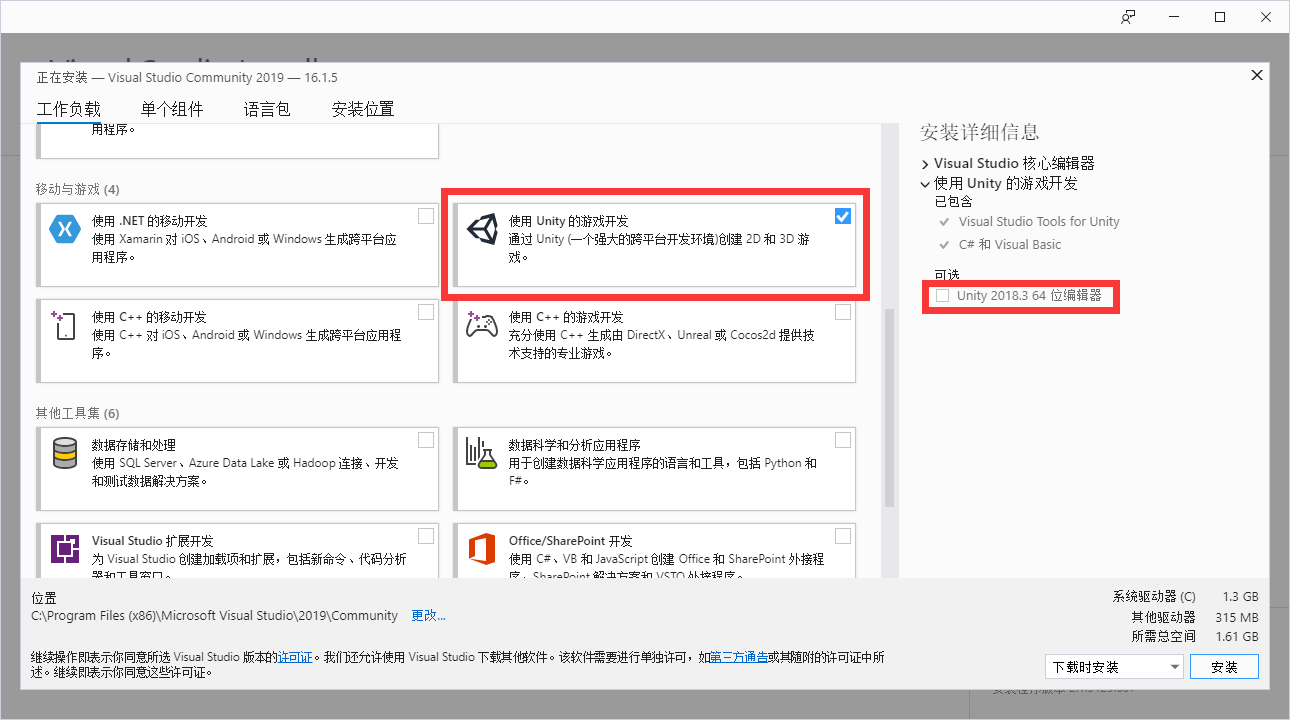 正在安装 — Visual Studio Community 2019 — 16.1.5
工作负载
单个组件
语言包
安装位置
用程序。
移动与游戏 (4)
使用 .NET 的移动开发
使用 Xamarin 对 iOS、Android 或 Windows 生成跨平台应
用程序。
使用 Unity 的游戏开发
通过 Unity (一个强大的跨平台开发环境)创建 2D 和 3D 游
戏。
使用 C++ 的移动开发
使用 C++ 对 iOS、Android 或 Windows 生成跨平台应用程
序。
使用 C++ 的游戏开发
充分使用 C++ 生成由 DirectX、Unreal 或 Cocos2d 提供技
术支持的专业游戏。
其他工具集 (6)
数据存储和处理
使用 SQL Server、Azure Data Lake 或 Hadoop 连接、开发
和测试数据解决方案。
数据科学和分析应用程序
用于创建数据科学应用程序的语言和工具，包括 Python 和
F#。
Visual Studio 扩展开发
为 Visual Studio 创建加载项和扩展，包括新命令、代码分析
器和工具窗口。
Office/SharePoint 开发
使用 C#、VB 和 JavaScript 创建 Office 和 SharePoint 外接程
序、SharePoint 解决方案和 VSTO 外接程序。
安装详细信息
Visual Studio 核心编辑器
使用 Unity 的游戏开发
已包含
Visual Studio Tools for Unity
C# 和 Visual Basic
可选
Unity 2018.3 64 位编辑器
位置
C:\Program Files (x86)\Microsoft Visual Studio\2019\Community 更改...
继续操作即表示你同意所选 Visual Studio 版本的许可证。我们还允许使用 Visual Studio 下载其他软件。该软件需要进行单独许可，如第三方通告或其随附的许可证中所
述。继续即表示你同意这些许可证。
系统驱动器 (C) 1.3 GB
其他驱动器 315 MB
所需总空间 1.61 GB
下载时安装
安装